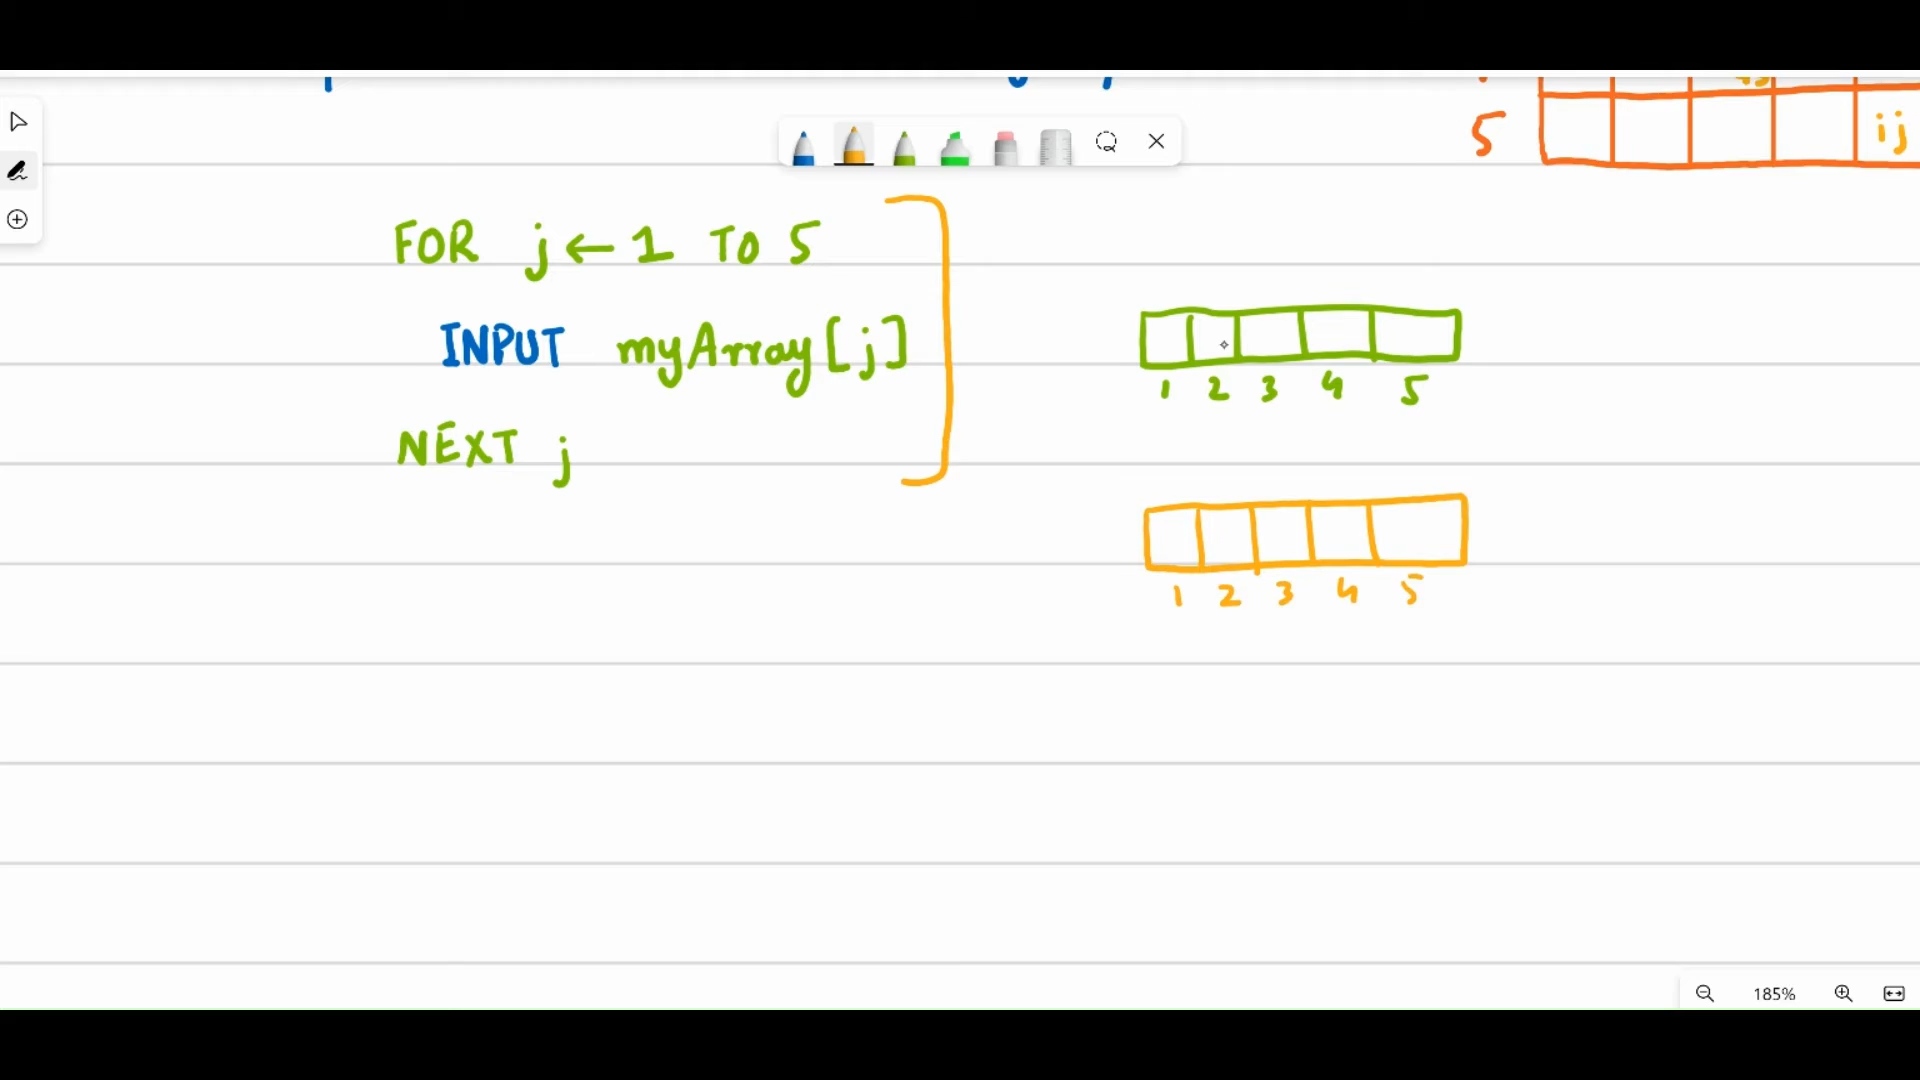 5 ij
FOR j ← 1 TO 5
INPUT myArray[j]
NEXT j
1 2 3 4 5
1 2 3 4 5
185%